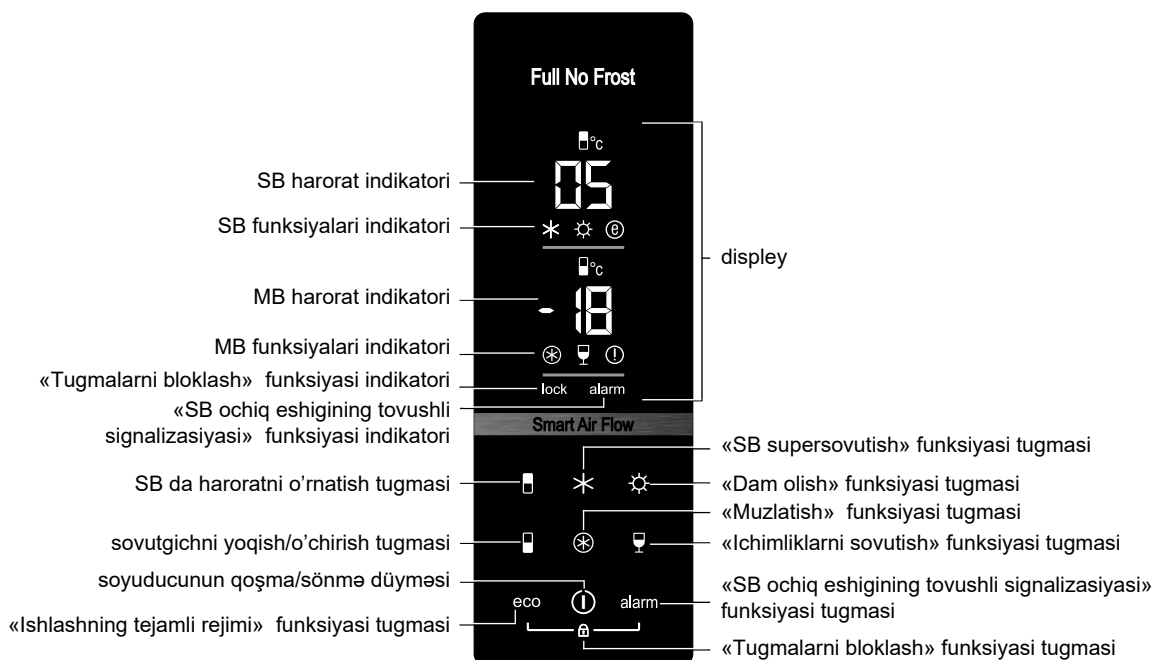 Full No Frost
°c
05
SB harorat indikatori
SB funksiyalari indikatori
e
°c
displey
MB harorat indikatori
-18
MB funksiyalari indikatori
«Tugmalarni bloklash» funksiyasi indikatori
lock alarm
«SB ochiq eshigining tovushli
signalizasiyasi» funksiyasi indikatori
Smart Air Flow
«SB supersovutish» funksiyasi tugmasi
SB da haroratni o’rnatish tugmasi
«Dam olish» funksiyasi tugmasi
«Muzlatish» funksiyasi tugmasi
sovutgichni yoqish/o’chirish tugmasi
«Ichimliklarni sovutish» funksiyasi tugmasi
soyuducunun qoşma/sönmə düyməsi
«SB ochiq eshigining tovushli signalizasiyasi»
funksiyasi tugmasi
eco alarm
«Ishlashning tejamli rejimi» funksiyasi tugmasi
«Tugmalarni bloklash» funksiyasi tugmasi